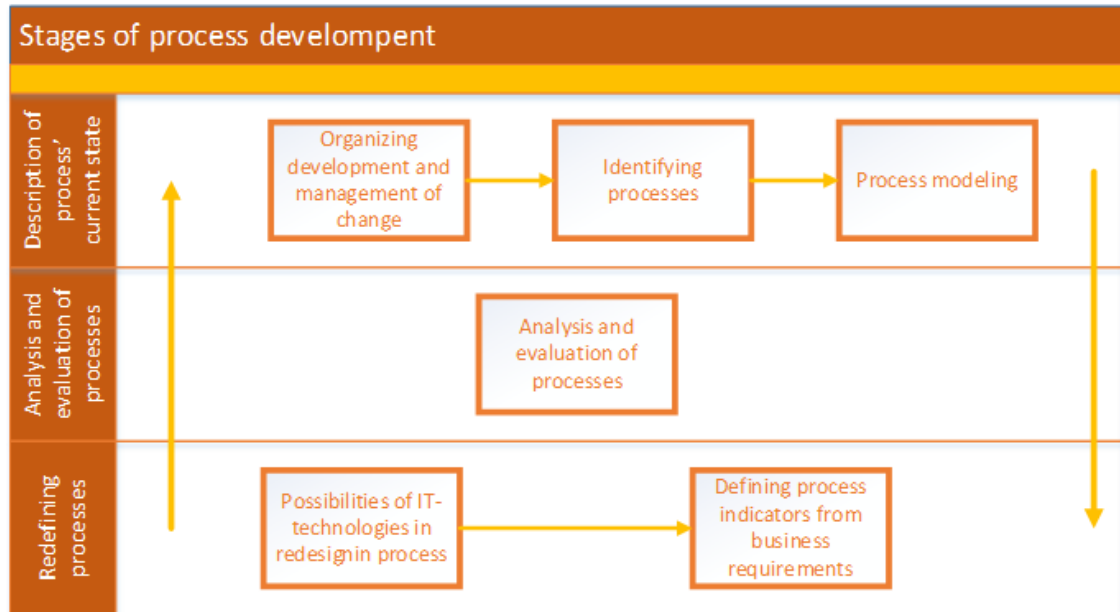 Stages of process develompent
Description of
process'
current state
Organizing
development and
management of
change
Identifying
processes
Process modeling
Analysis and
evaluation of
processes
Analysis and
evaluation of
processes
Redefining
processes
Possibilities of IT-
technologies in
redesignin process
Defining process
indicators from
business
requirements